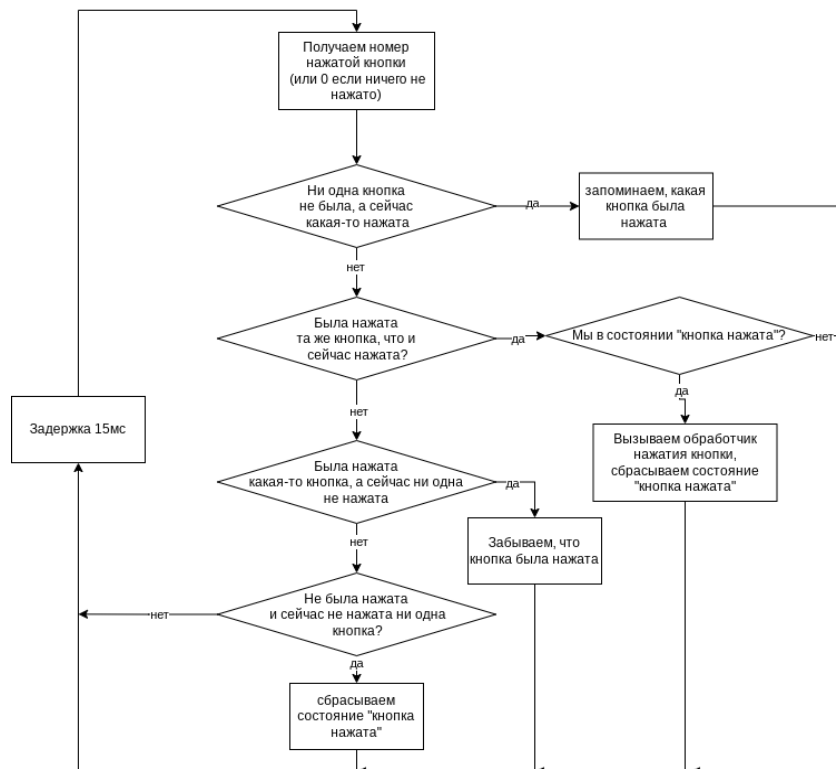 Получаем номер
нажатой кнопки
(или 0 если ничего не
нажато)
Ни одна кнопка
не была, а сейчас
какая-то нажата
да
запоминаем, какая
кнопка была
нажата
нет
Была нажата
та же кнопка, что и
сейчас нажата?
да
Мы в состоянии "кнопка нажата"?
нет
да
нет
Задержка 15мс
Вызываем обработчик
нажатия кнопки,
сбрасываем состояние
"кнопка нажата"
Была нажата
какая-то кнопка, а сейчас ни одна
не нажата
да
нет
Забываем, что
кнопка была нажата
Не была нажата
и сейчас не нажата ни одна
кнопка?
нет
да
сбрасываем
состояние "кнопка
нажата"